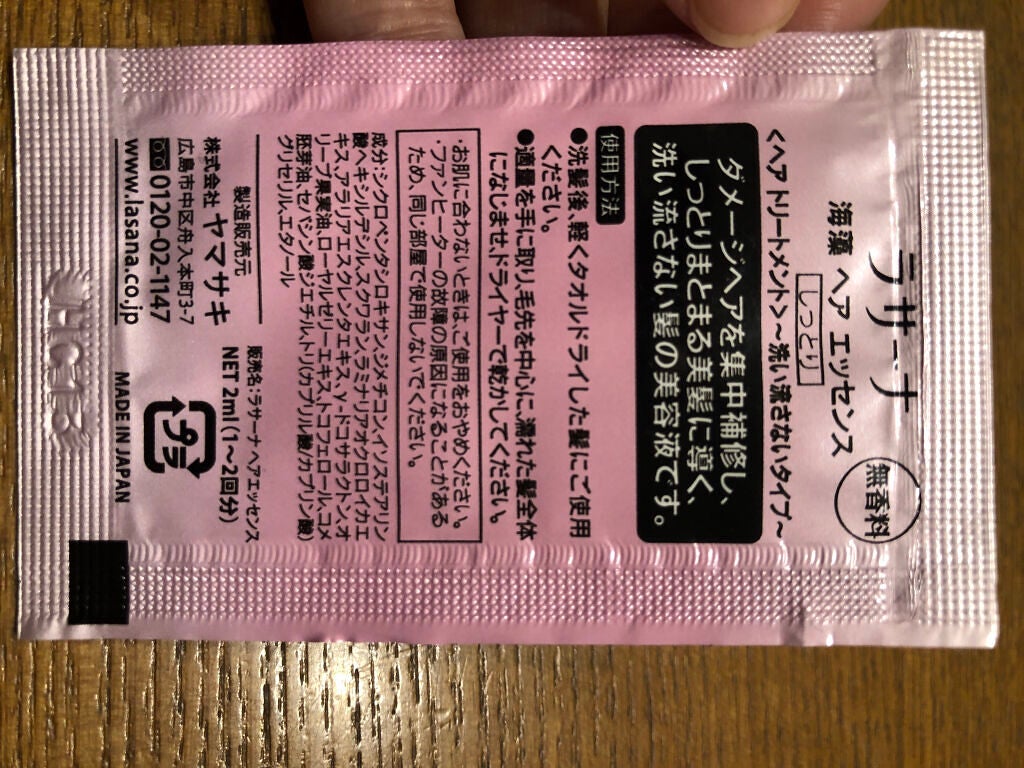 ラサーナ
海藻 ヘア エッセンス
しっとり
無香料
<ヘア トリートメント>~洗い流さないタイプ~
ダメージヘアを集中補修し、
しっとりまとまる美髪に導く、
洗い流さない髪の美容液です。
使用方法
●洗髪後、軽くタオルドライした髪にご使用
ください。
●適量を手に取り、毛先を中心に、濡れた髪全体
になじませ、ドライヤーで乾かしてください。
・お肌に合わないときは、ご使用をおやめください。
・ファンヒーターの故障の原因になることがある
ため、同じ部屋で使用しないでください。
成分:シクロペンタシロキサン、ジメチコン、イソステアリン
酸ヘキシルデシル、スクワラン、ラミナリアオクロロイカエ
キス、アラリアエスクレンタエキス、γ-ドコサラクトン、オ
リーブ果実油、ローヤルゼリーエキス、トコフェロール、コメ
胚芽油、セバシン酸ジエチル、トリ(カプリル酸/カプリン酸)
グリセリル、エタノール
製造販売元
株式会社 ヤマサキ
広島市中区舟入本町3-7
0120-02-1147
www.lasana.co.jp
販売名:ラサーナ ヘアエッセンス
NET 2ml(1~2回分)
プラ
MADE IN JAPAN
HCIB